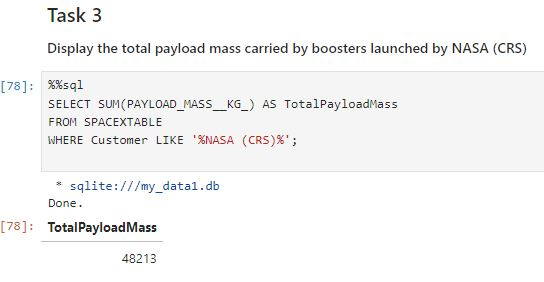 Task 3
Display the total payload mass carried by boosters launched by NASA (CRS)
[78]: %%sql
SELECT SUM(PAYLOAD_MASS__KG_) AS TotalPayloadMass
FROM SPACEXTABLE
WHERE Customer LIKE '%NASA (CRS)%';
* sqlite:///my_data1.db
Done.
[78]: TotalPayloadMass
48213